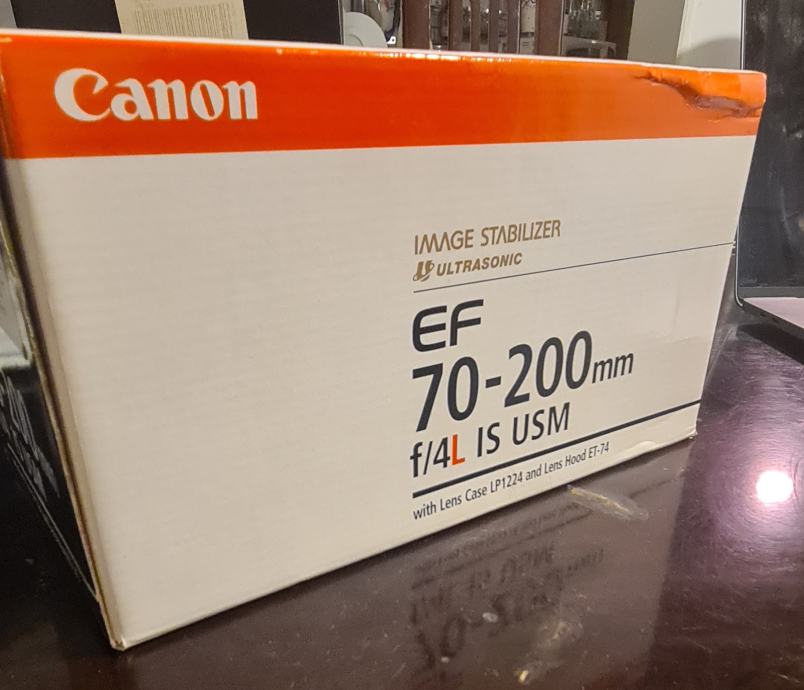 Canon
IMAGE STABILIZER
ULTRASONIC
EF
70-200mm
f/4L IS USM
with Lens Case LP1224 and Lens Hood ET-74